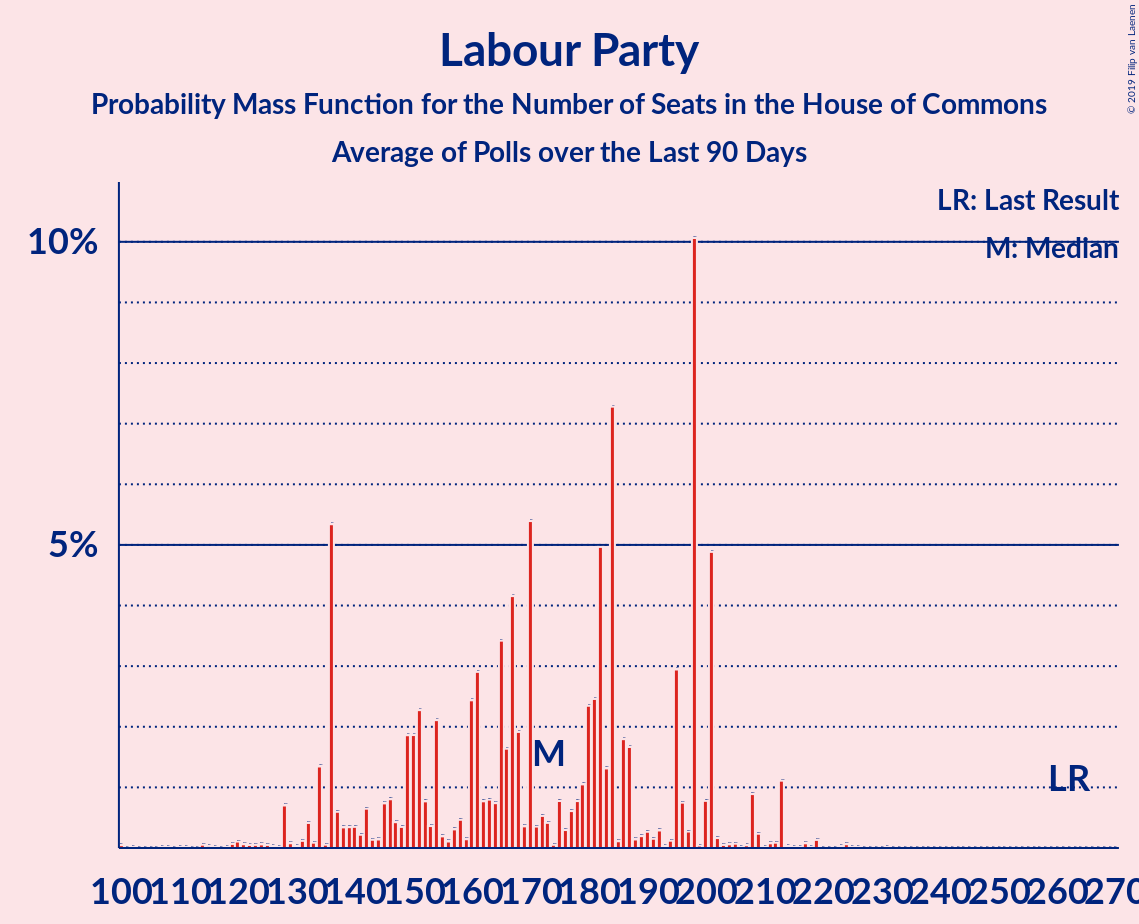 Labour Party
Probability Mass Function for the Number of Seats in the House of Commons
Average of Polls over the Last 90 Days
© 2019 Filip van Laenen
LR: Last Result
M: Median
10%
5%
M
LR
100 110 120 130 140 150 160 170 180 190 200 210 220 230 240 250 260 270